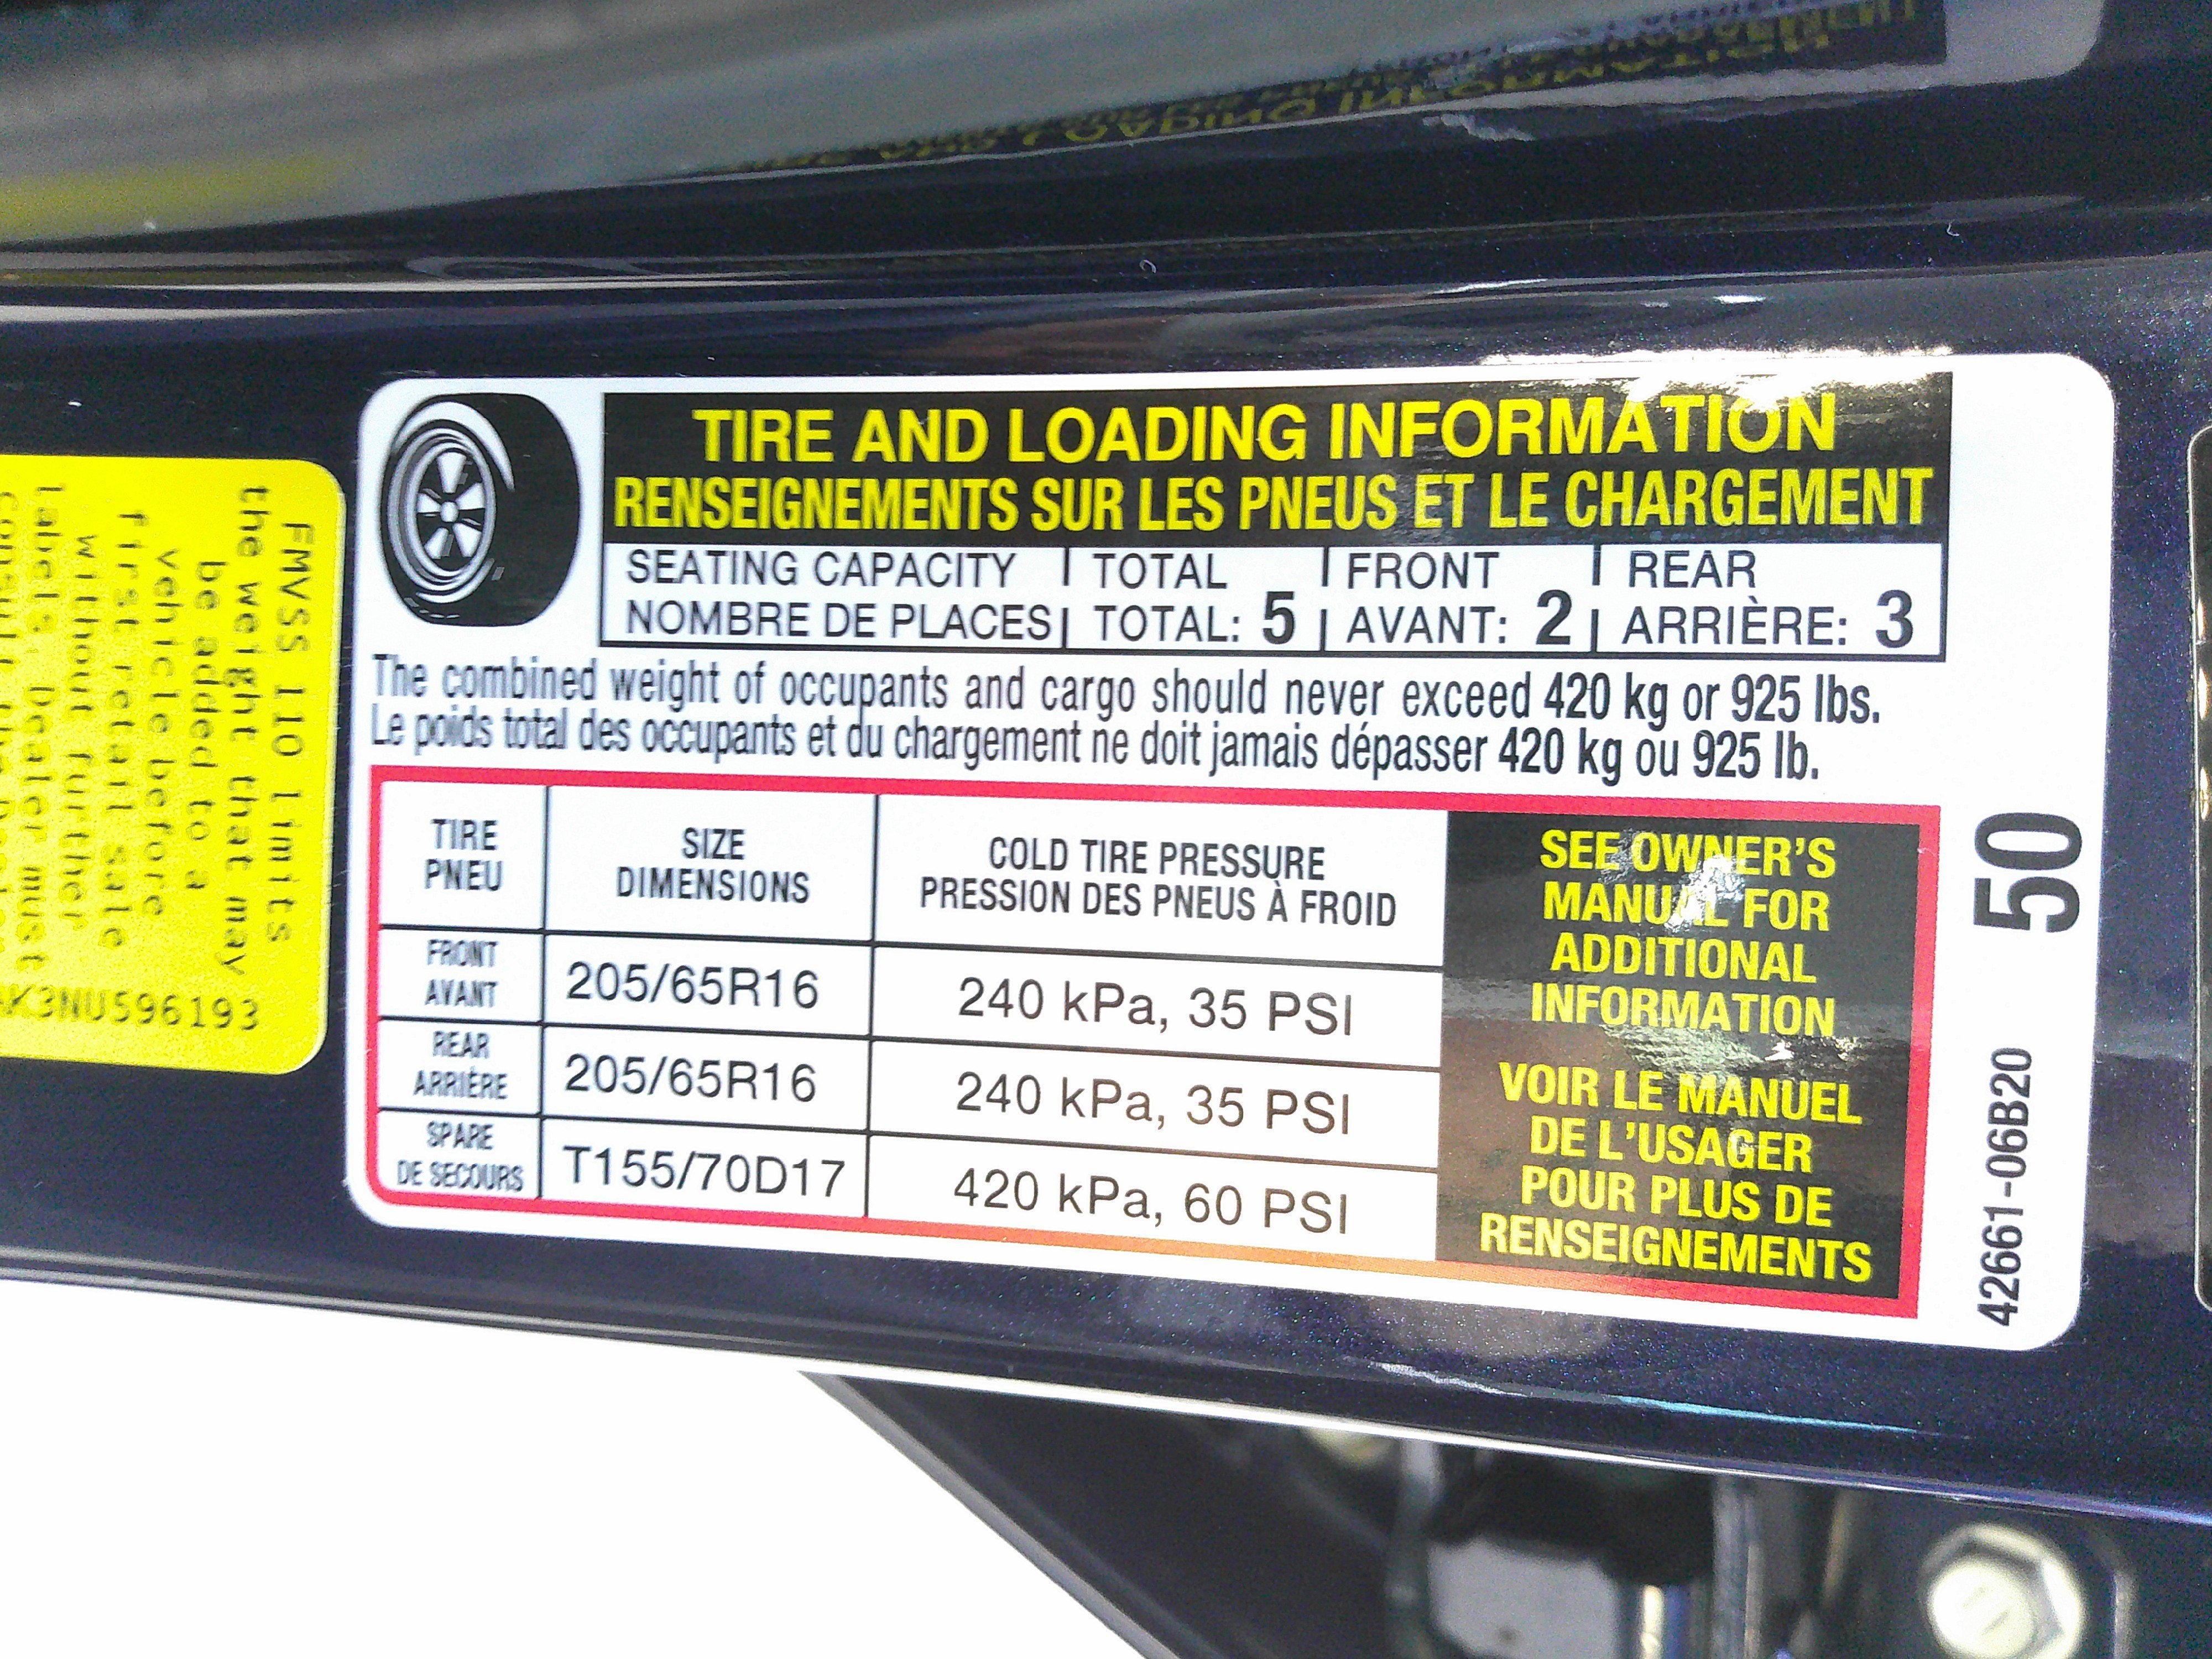 TIRE AND LOADING INFORMATION
RENSEIGNEMENTS SUR LES PNEUS ET LE CHARGEMENT
SEATING CAPACITY | TOTAL | FRONT | REAR
NOMBRE DE PLACES | TOTAL: 5 | AVANT: 2 | ARRIÈRE: 3
The combined weight of occupants and cargo should never exceed 420 kg or 925 lbs.
Le poids total des occupants et du chargement ne doit jamais dépasser 420 kg ou 925 lb.
TIRE
PNEU
SIZE
DIMENSIONS
COLD TIRE PRESSURE
PRESSION DES PNEUS À FROID
FRONT
AVANT
205/65R16
240 kPa, 35 PSI
REAR
ARRIÈRE
205/65R16
240 kPa, 35 PSI
SPARE
DE SECOURS
T155/70D17
420 kPa, 60 PSI
SEE OWNER'S
MANUAL FOR
ADDITIONAL
INFORMATION
VOIR LE MANUEL
DE L'USAGER
POUR PLUS DE
RENSEIGNEMENTS
50
42661-06B20
FMVSS 110 limits
the weight that may
be added to a
vehicle before
first retail sale
without further
labels. Dealer must
K3NU596193